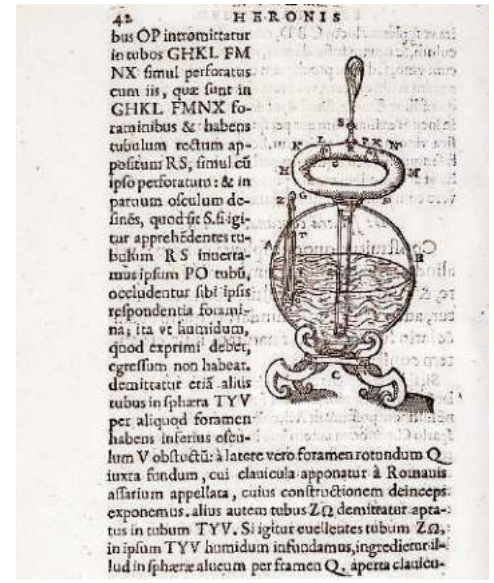 42 HERONIS
bus OP intromittatur
in tubos GHKL FM
NX simul perforatus
cum iis, quæ sunt in
GHKL FMNX fo-
raminibus & habens
tubulum rectum ap-
positum RS, simul cũ
ipso perforatum: & in
paruum osculum de-
sinẽs, quod sit S. si igi-
tur apprehẽdentes tu-
bulum RS inuerta-
mus ipsum PO tubũ,
occludentur sibi ipsis
respondentia forami-
na; ita vt humidum,
quod exprimi debet,
egressum non habeat.
demittatur etiã alius
tubus in sphæra TYV
per aliquod foramen
habens inferius oscu-
lum V obstuctũ: à latere vero foramen rotundum Q
iuxta fundum, cui clauicula apponatur à Romanis
assarium appellata, cuius constructionem deinceps
exponemus. alius autem tubus ZΩ demittatur apta-
tus in tubum TYV. Si igitur euellentes tubum ZΩ,
in ipsum TYV humidum infundamus, ingredietur il-
lud in sphæræ alueum per framen Q, aperta clauicu-
S
H
M
Z
G
A
B
T
C